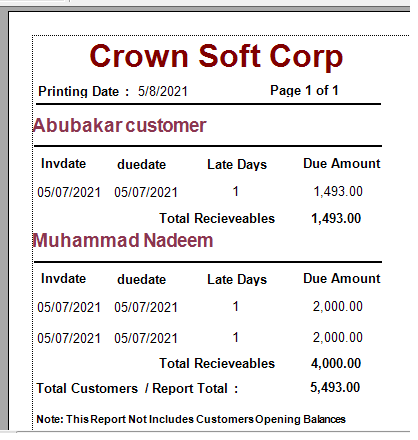 Crown Soft Corp
Printing Date : 5/8/2021 Page 1 of 1
Abubakar customer
Invdate duedate Late Days Due Amount
05/07/2021 05/07/2021 1 1,493.00
Total Recieveables 1,493.00
Muhammad Nadeem
Invdate duedate Late Days Due Amount
05/07/2021 05/07/2021 1 2,000.00
05/07/2021 05/07/2021 1 2,000.00
Total Recieveables 4,000.00
Total Customers / Report Total : 5,493.00
Note: This Report Not Includes Customers Opening Balances